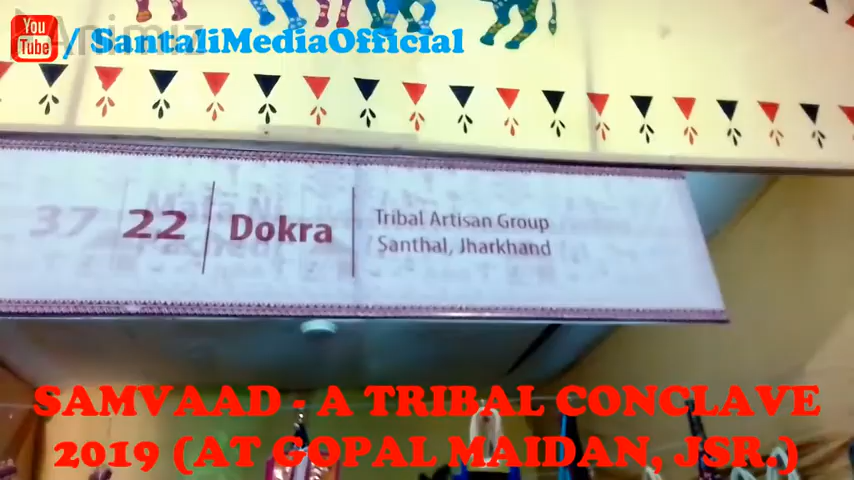 You
Tube / SantaliMediaOfficial
37 22 Dokra
Tribal Artisan Group
Santhal, Jharkhand
SAMVAAD - A TRIBAL CONCLAVE
2019 (AT GOPAL MAIDAN, JSR.)